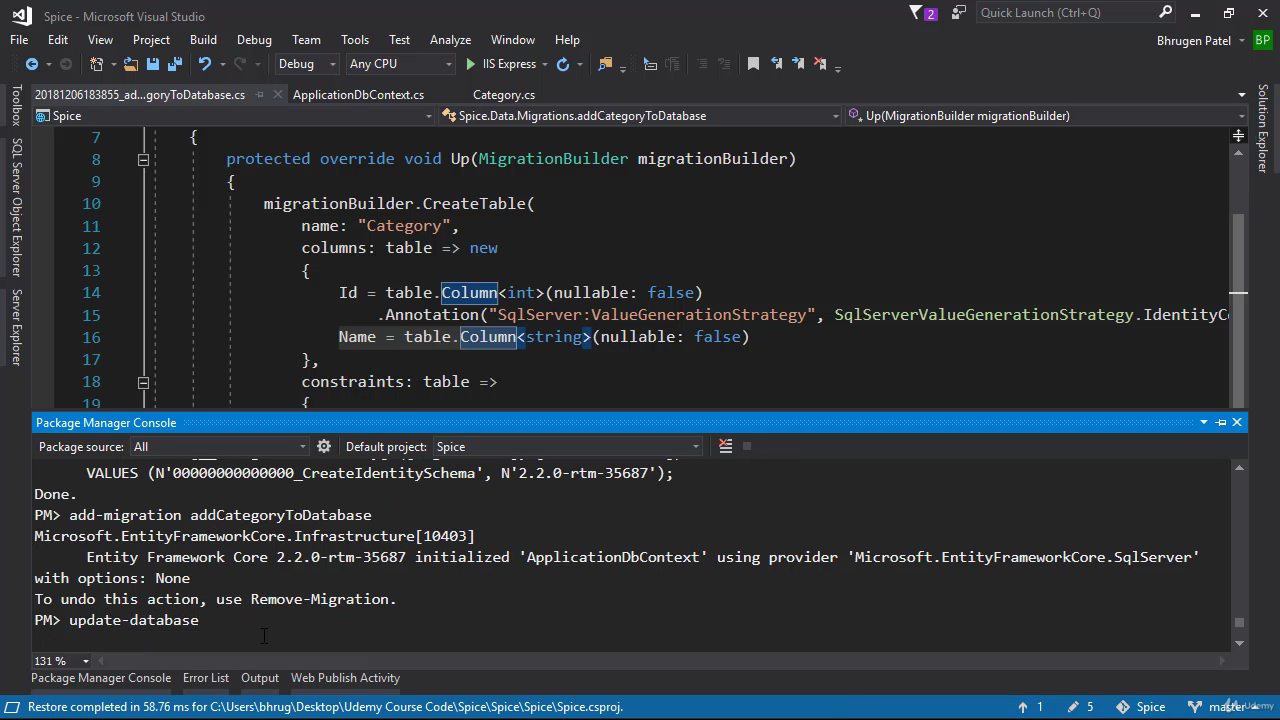 Spice - Microsoft Visual Studio
2
Quick Launch (Ctrl+Q)
File Edit View Project Build Debug Team Tools Test Analyze Window Help
Bhrugen Patel BP
Debug Any CPU IIS Express
20181206183855_ad...goryToDatabase.cs ApplicationDbContext.cs Category.cs
Spice Spice.Data.Migrations.addCategoryToDatabase Up(MigrationBuilder migrationBuilder)
Toolbox
SQL Server Object Explorer
Server Explorer
Solution Explorer
7 {
8 protected override void Up(MigrationBuilder migrationBuilder)
9 {
10 migrationBuilder.CreateTable(
11 name: "Category",
12 columns: table => new
13 {
14 Id = table.Column<int>(nullable: false)
15 .Annotation("SqlServer:ValueGenerationStrategy", SqlServerValueGenerationStrategy.IdentityCo
16 Name = table.Column<string>(nullable: false)
17 },
18 constraints: table =>
19 {
Package Manager Console
Package source: All Default project: Spice
VALUES (N'00000000000000_CreateIdentitySchema', N'2.2.0-rtm-35687');
Done.
PM> add-migration addCategoryToDatabase
Microsoft.EntityFrameworkCore.Infrastructure[10403]
Entity Framework Core 2.2.0-rtm-35687 initialized 'ApplicationDbContext' using provider 'Microsoft.EntityFrameworkCore.SqlServer'
with options: None
To undo this action, use Remove-Migration.
PM> update-database
131 %
Package Manager Console Error List Output Web Publish Activity
Restore completed in 58.76 ms for C:\Users\bhrug\Desktop\Udemy Course Code\Spice\Spice\Spice\Spice.csproj. 1 5 Spice master
Udemy